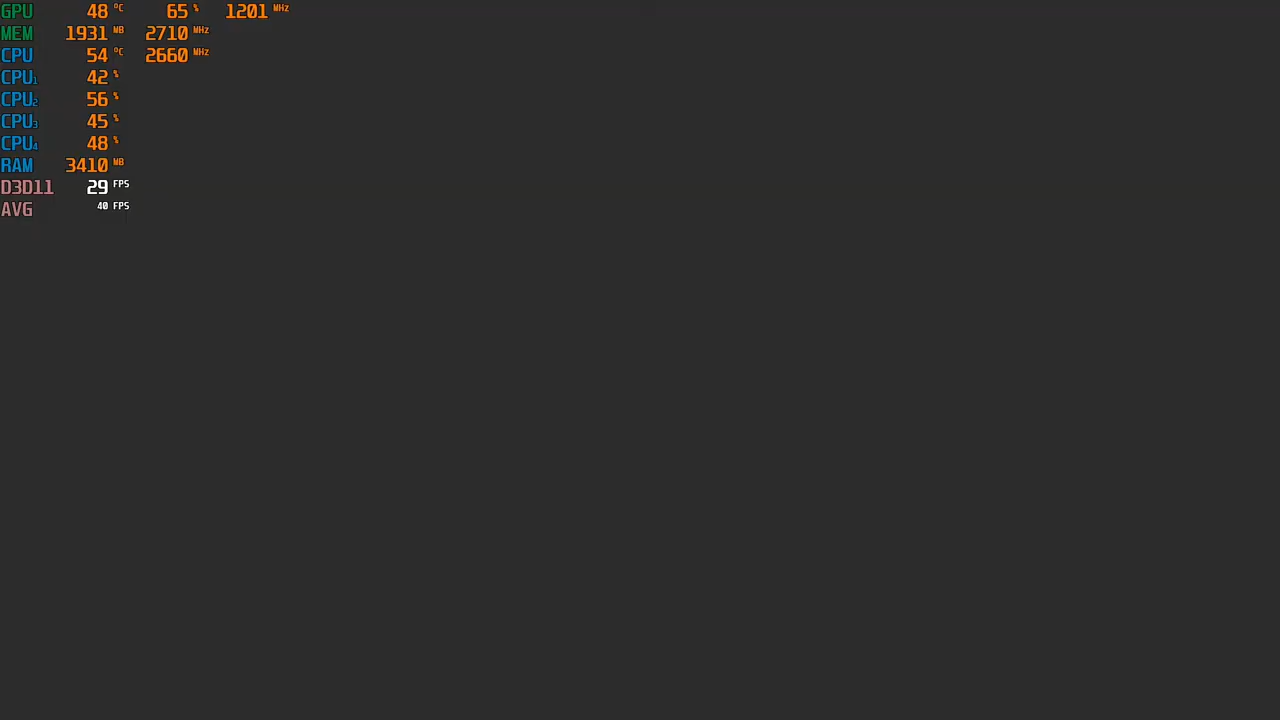 GPU 48 °C 65 % 1201 MHz
MEM 1931 MB 2710 MHz
CPU 54 °C 2660 MHz
CPU1 42 %
CPU2 56 %
CPU3 45 %
CPU4 48 %
RAM 3410 MB
D3D11 29 FPS
AVG 40 FPS